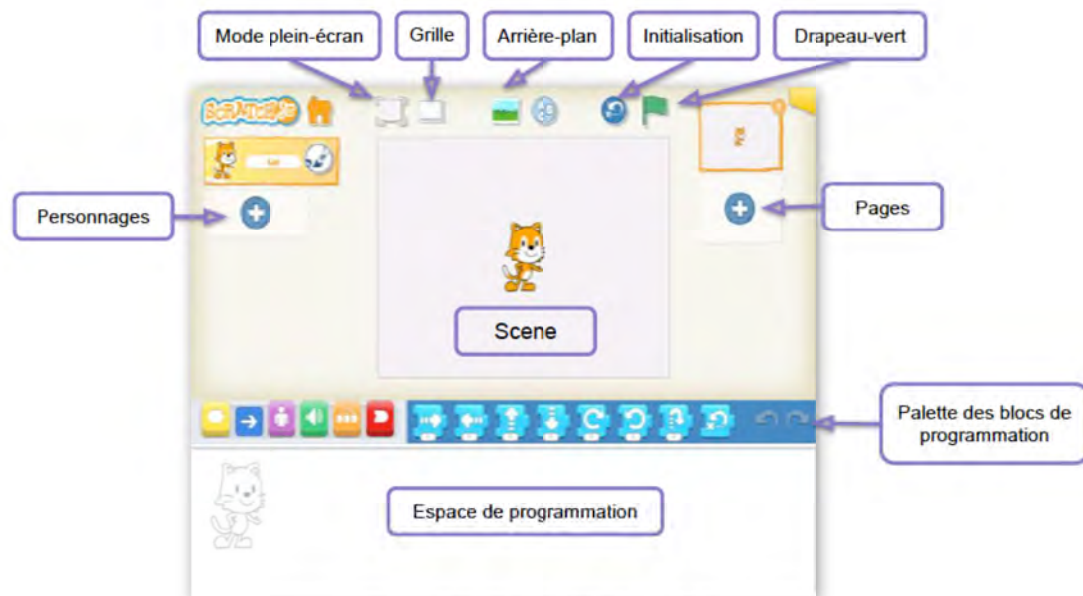 Mode plein-écran
Grille
Arrière-plan
Initialisation
Drapeau-vert
SCRATCHJR
Personnages
Pages
Scene
Palette des blocs de
programmation
Espace de programmation